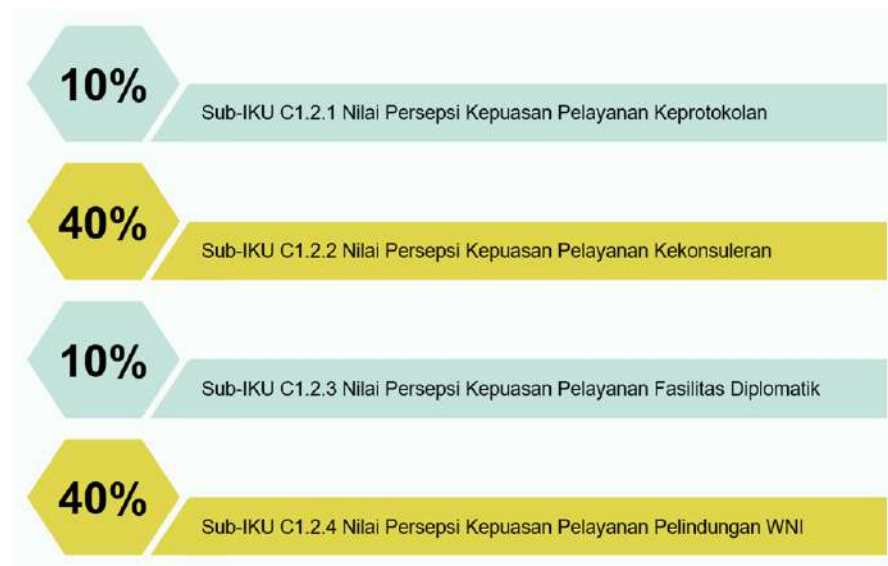 10%
Sub-IKU C1.2.1 Nilai Persepsi Kepuasan Pelayanan Keprotokolan
40%
Sub-IKU C1.2.2 Nilai Persepsi Kepuasan Pelayanan Kekonsuleran
10%
Sub-IKU C1.2.3 Nilai Persepsi Kepuasan Pelayanan Fasilitas Diplomatik
40%
Sub-IKU C1.2.4 Nilai Persepsi Kepuasan Pelayanan Pelindungan WNI